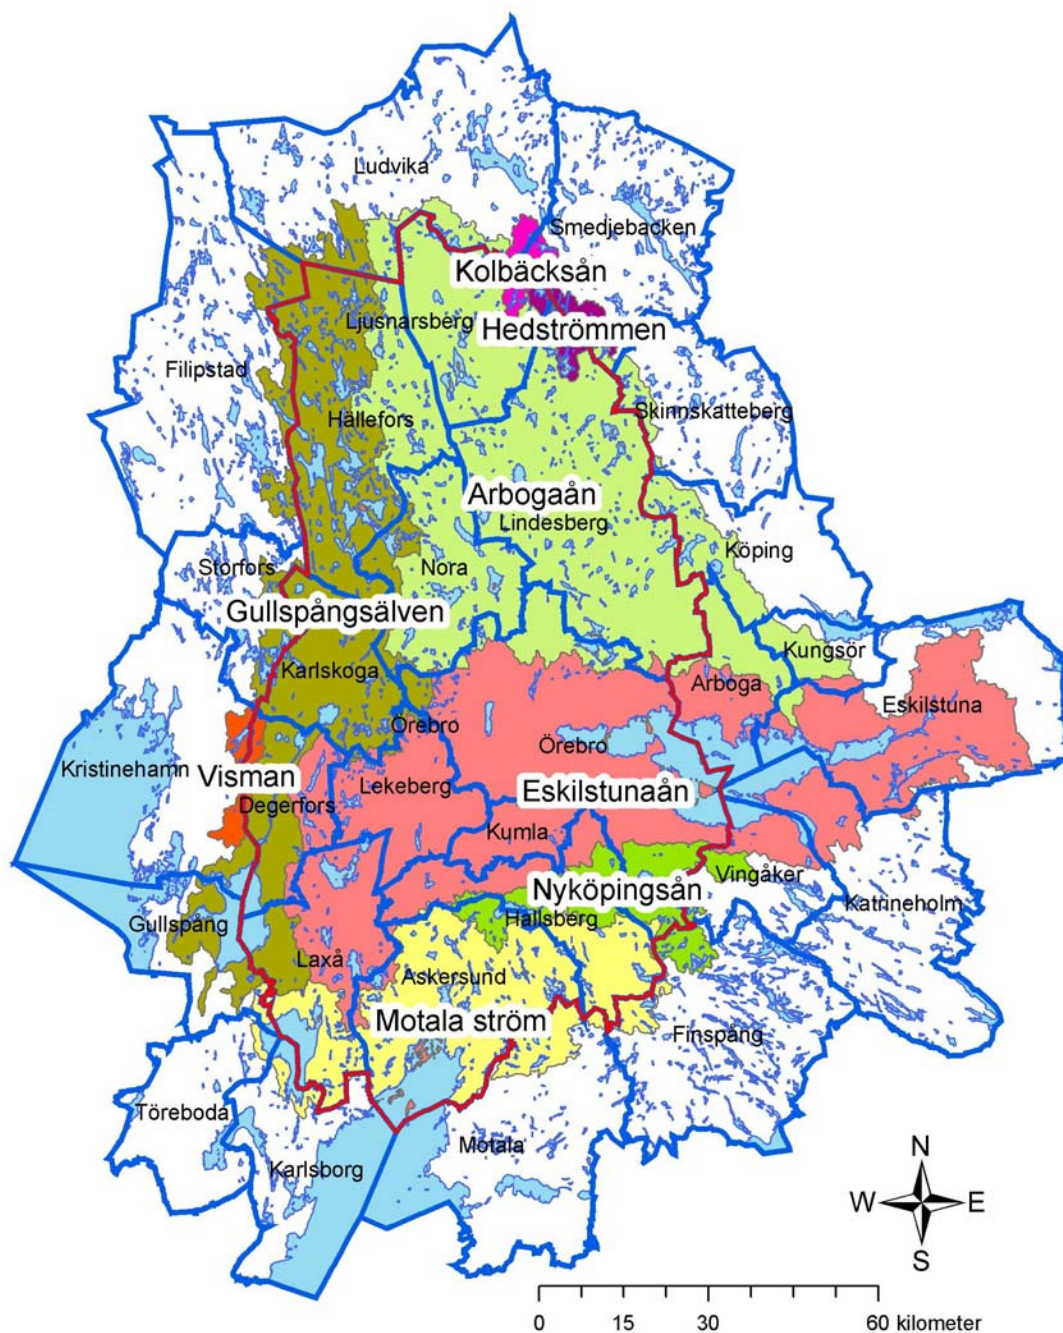 Ludvika
Smedjebacken
Kolbäcksån
Ljusnarsberg
Hedströmmen
Filipstad
Skinnskatteberg
Hällefors
Arbogaån
Lindesberg
Köping
Storfors
Nora
Gullspångsälven
Kungsör
Karlskoga
Arboga
Eskilstuna
Örebro
Örebro
Kristinehamn
Visman
Lekeberg
Eskilstunaån
Degerfors
Kumla
Vingåker
Nyköpingsån
Katrineholm
Gullspång
Hallsberg
Laxå
Askersund
Motala ström
Finspång
Töreboda
Motala
Karlsborg
N
W E
S
0 15 30 60 kilometer